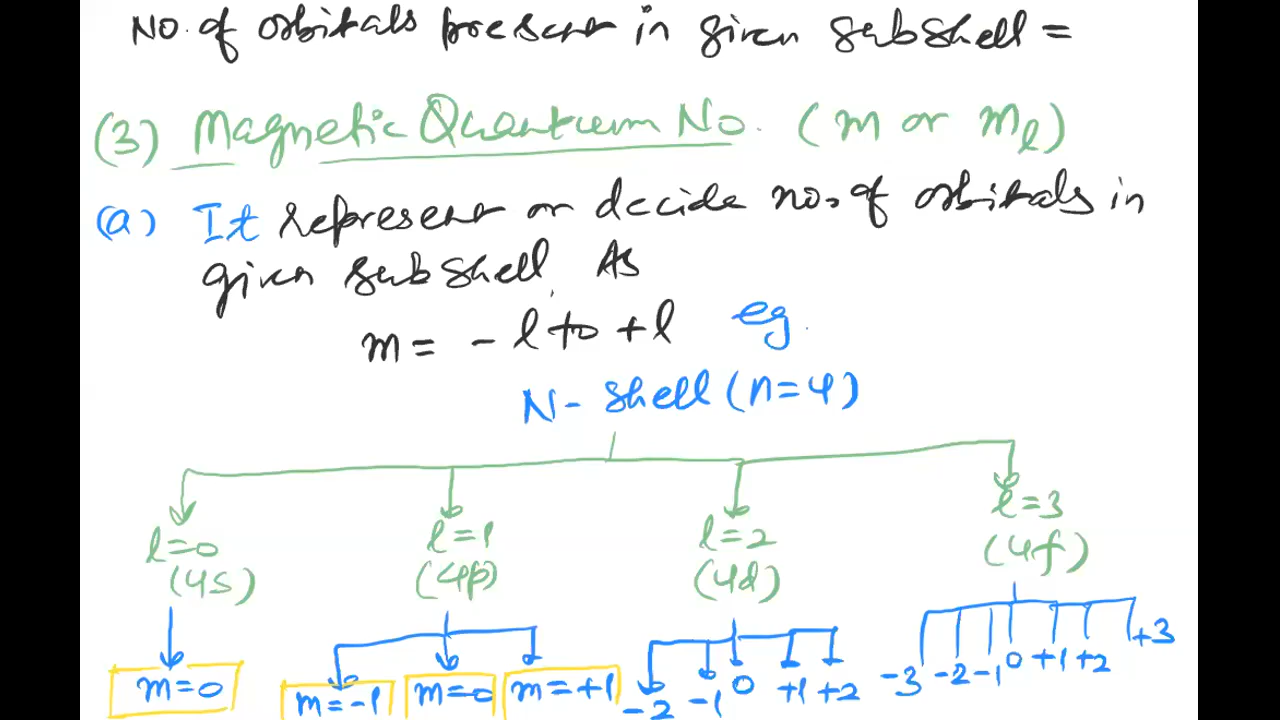 No. of orbitals present in given subshell =
(3) Magnetic Quantum No. (m or mₗ)
(a) It represent or decide no. of orbitals in
given subshell As
m = - l to + l eg.
N - shell (n=4)
l=0 l=1 l=2 l=3
(4s) (4p) (4d) (4f)
m=0 m=-1 m=0 m=+1 -2 -1 0 +1 +2 -3 -2 -1 0 +1 +2 +3